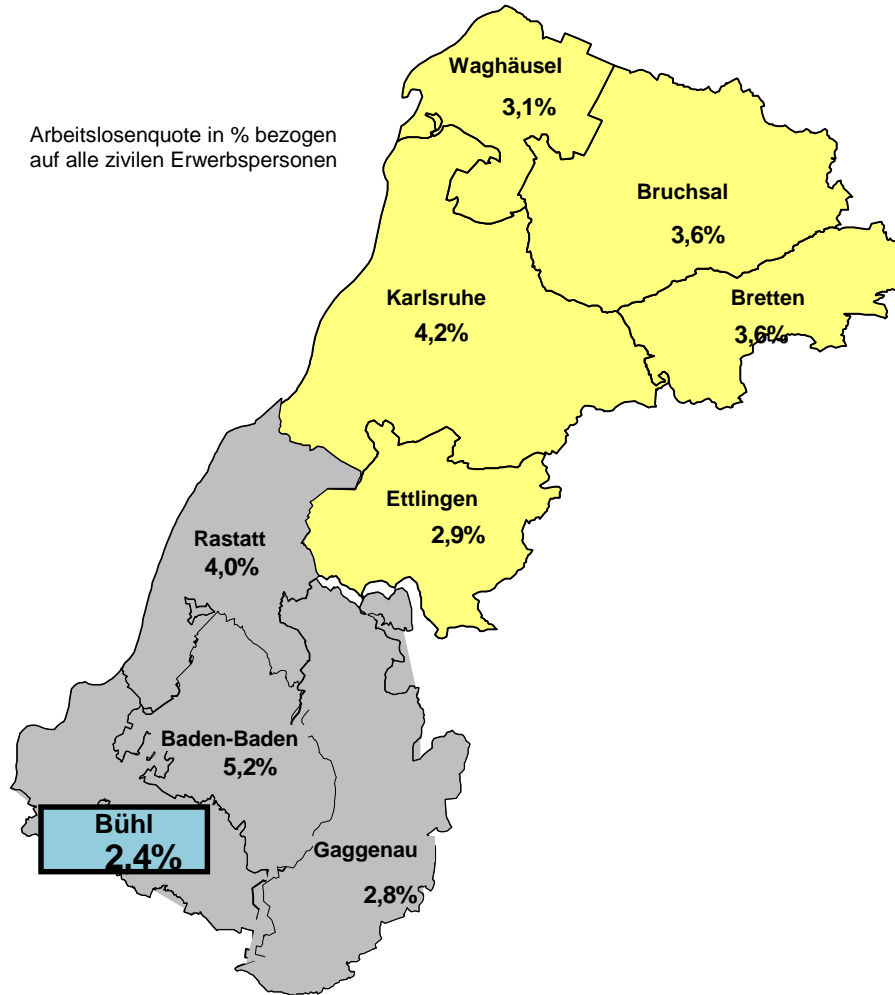 Waghäusel
3,1%
Arbeitslosenquote in % bezogen
auf alle zivilen Erwerbspersonen
Bruchsal
3,6%
Karlsruhe
4,2%
Bretten
3,6%
Ettlingen
2,9%
Rastatt
4,0%
Baden-Baden
5,2%
Bühl
2,4%
Gaggenau
2,8%